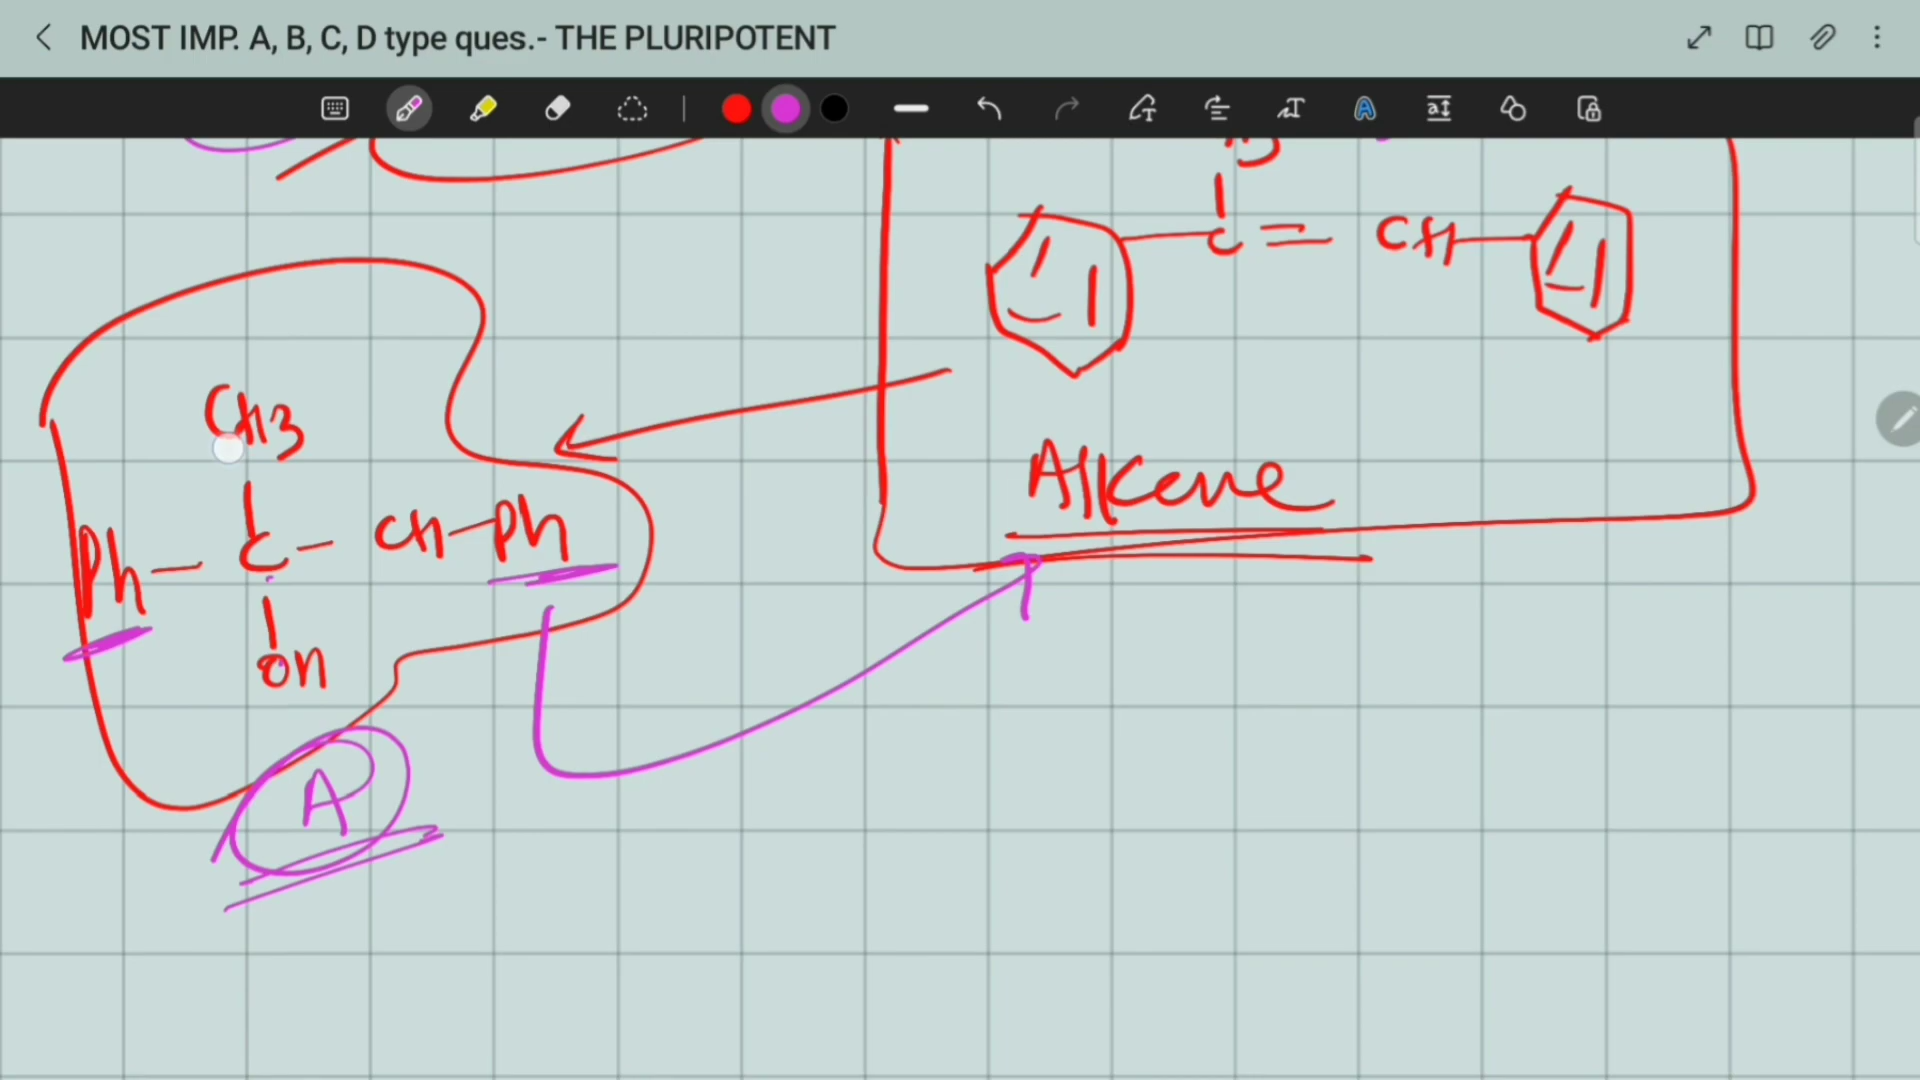 MOST IMP. A, B, C, D type ques.- THE PLURIPOTENT
C = CH
CH3
Ph - C - CH - Ph
OH
A
Alkene